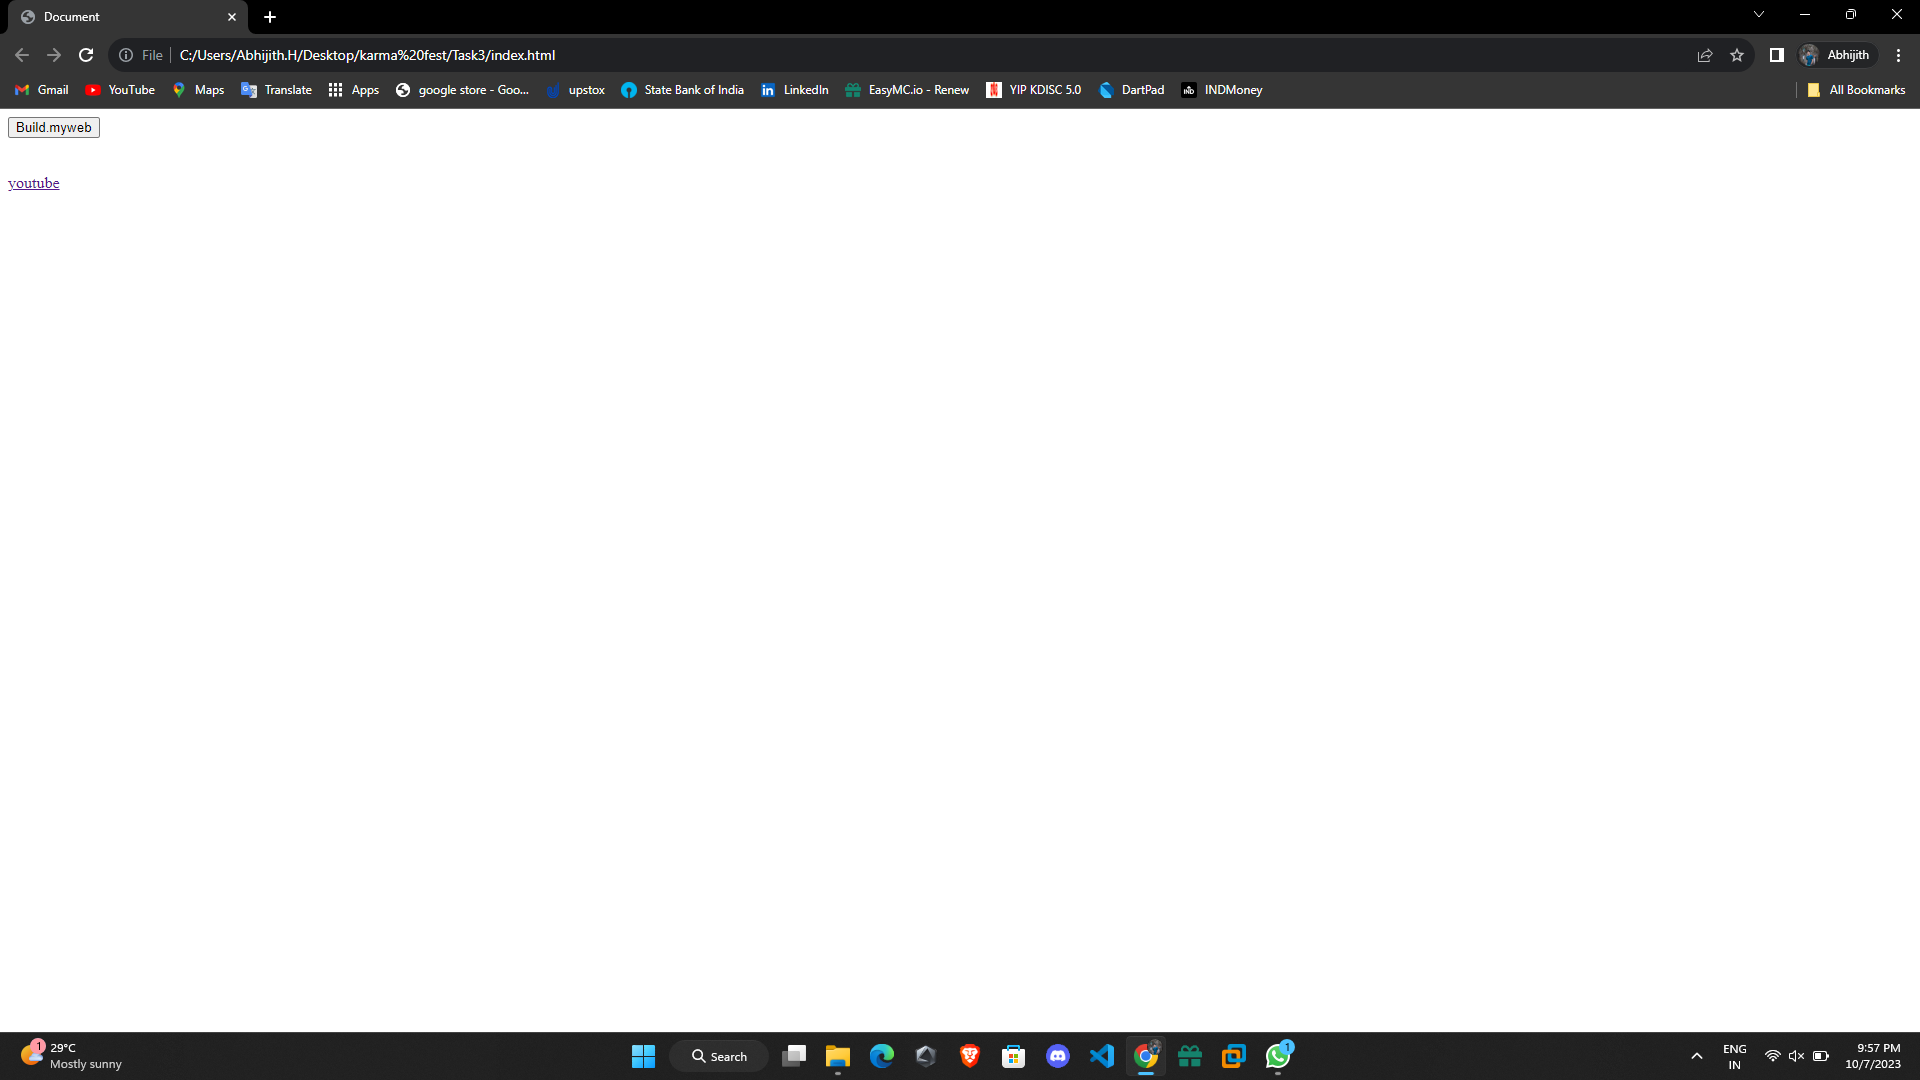 Document
File C:/Users/Abhijith.H/Desktop/karma%20fest/Task3/index.html Abhijith
Gmail YouTube Maps Translate Apps google store - Goo... upstox State Bank of India LinkedIn EasyMC.io - Renew YIP KDISC 5.0 DartPad INDMoney All Bookmarks
Build.myweb
youtube
1 29°C
Mostly sunny
Search
1
ENG
IN
9:57 PM
10/7/2023